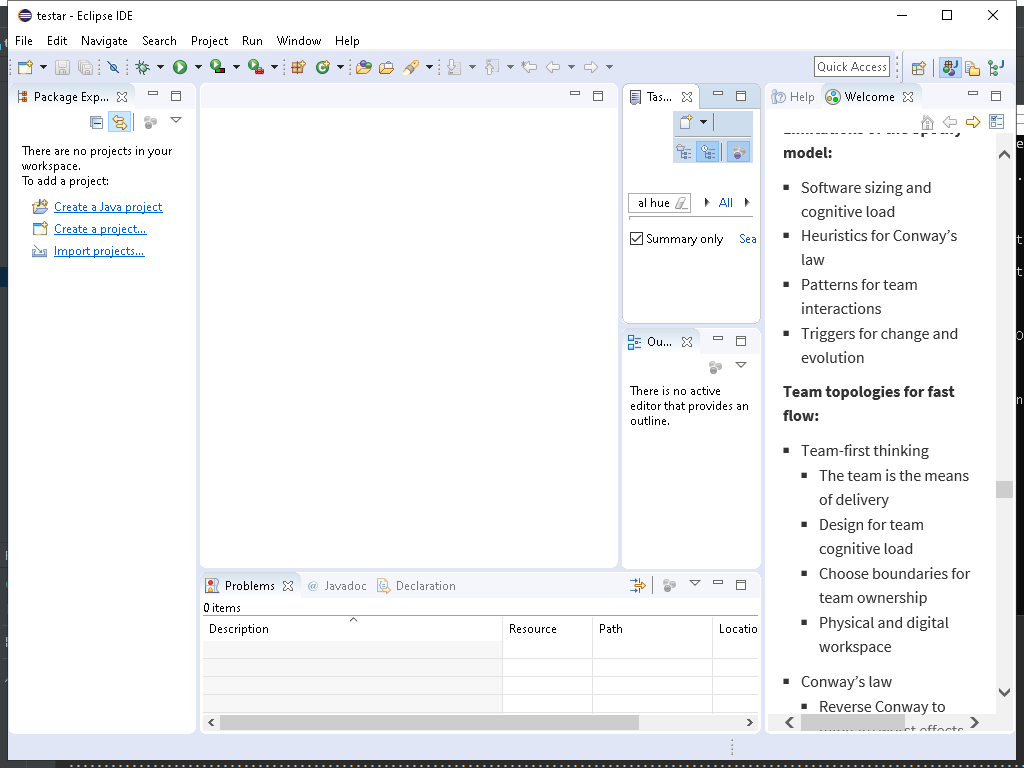 testar - Eclipse IDE
File Edit Navigate Search Project Run Window Help
Quick Access
Package Exp...
There are no projects in your
workspace.
To add a project:
Create a Java project
Create a project...
Import projects...
Tas...
al hue
All
Summary only Sea
Ou...
There is no active
editor that provides an
outline.
Problems @ Javadoc Declaration
0 items
Description Resource Path Locatio
Help Welcome
model:
▪ Software sizing and
cognitive load
▪ Heuristics for Conway’s
law
▪ Patterns for team
interactions
▪ Triggers for change and
evolution
Team topologies for fast
flow:
▪ Team-first thinking
▪ The team is the means
of delivery
▪ Design for team
cognitive load
▪ Choose boundaries for
team ownership
▪ Physical and digital
workspace
▪ Conway’s law
▪ Reverse Conway to